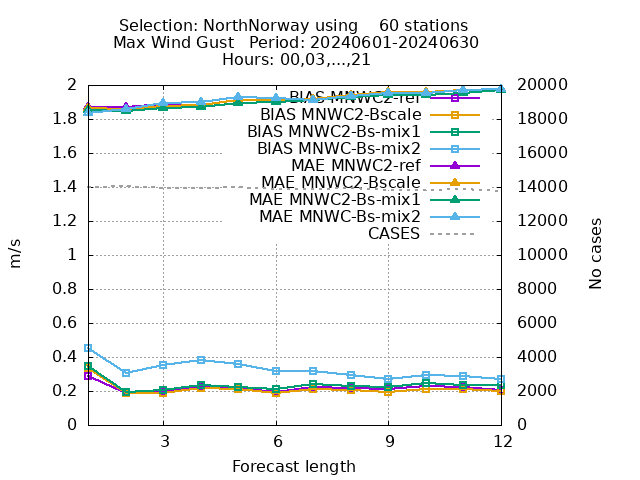 Selection: NorthNorway using    60 stations
Max Wind Gust   Period: 20240601-20240630
Hours: 00,03,...,21
2 20000
BIAS MNWC2-ref
1.8 BIAS MNWC2-Bscale 18000
BIAS MNWC2-Bs-mix1
1.6 BIAS MNWC-Bs-mix2 16000
MAE MNWC2-ref
1.4 MAE MNWC2-Bscale 14000
MAE MNWC2-Bs-mix1
1.2 MAE MNWC-Bs-mix2 12000
CASES
1 10000
0.8 8000
0.6 6000
0.4 4000
0.2 2000
0 0
3 6 9 12
m/s
No cases
Forecast length